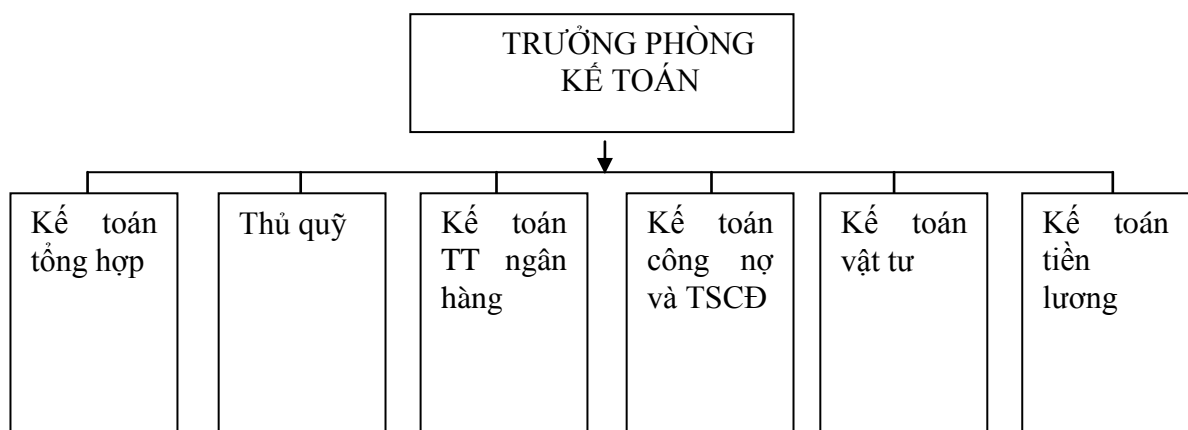 TRƯỞNG PHÒNG
KẾ TOÁN
Kế toán
tổng hợp
Thủ quỹ
Kế toán
TT ngân
hàng
Kế toán
công nợ
và TSCĐ
Kế toán
vật tư
Kế toán
tiền
lương